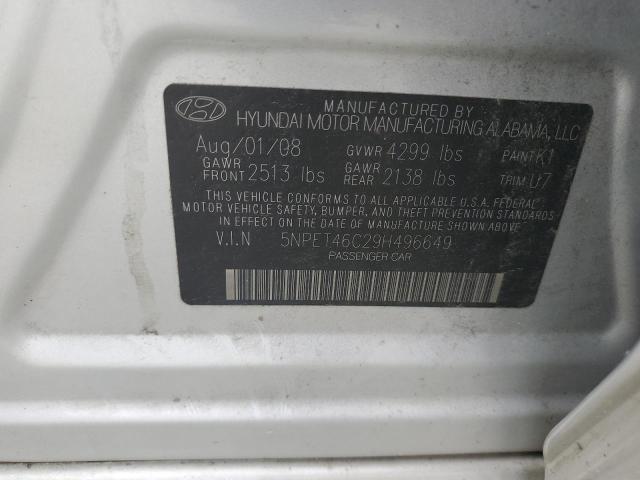 MANUFACTURED BY
HYUNDAI MOTOR MANUFACTURING ALABAMA, LLC
Aug/01/08 GVWR 4299 lbs PAINT K1
GAWR FRONT 2513 lbs GAWR REAR 2138 lbs TRIM U7
THIS VEHICLE CONFORMS TO ALL APPLICABLE U.S.A FEDERAL
MOTOR VEHICLE SAFETY, BUMPER, AND THEFT PREVENTION STANDARDS
IN EFFECT ON THE DATE OF MANUFACTURE SHOWN ABOVE.
V.I.N 5NPET46C29H496649
PASSENGER CAR